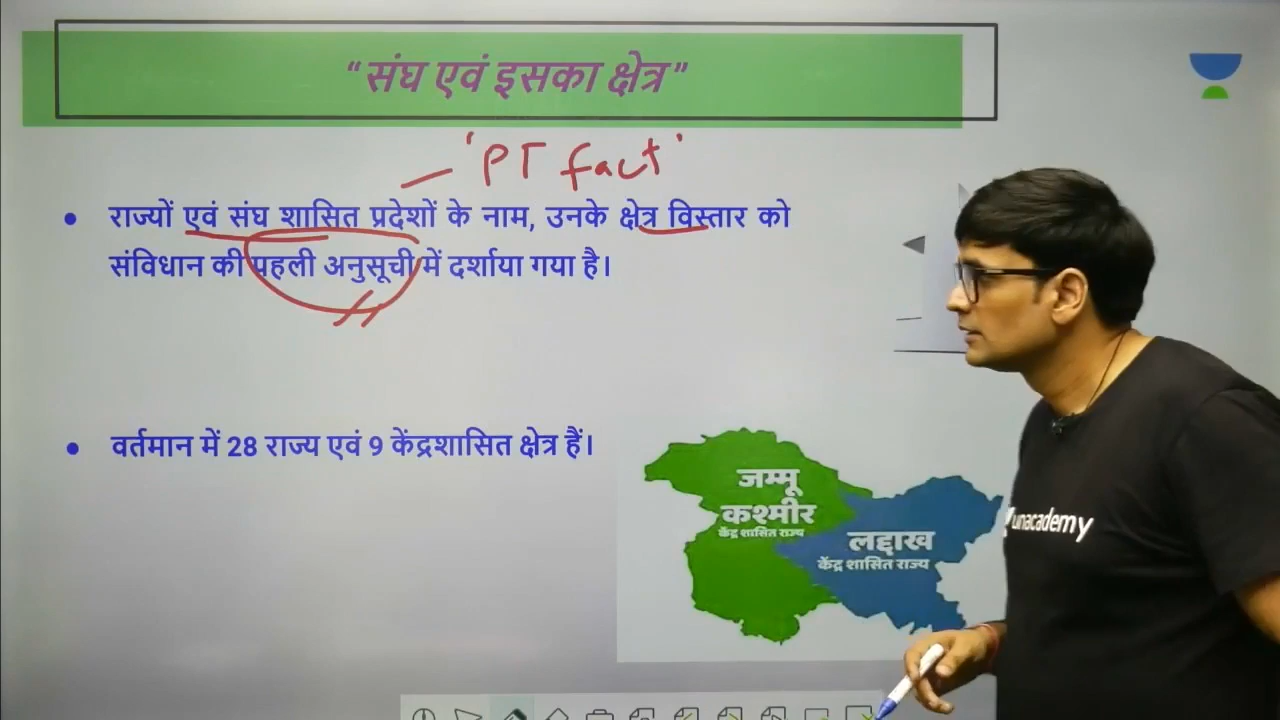 “संघ एवं इसका क्षेत्र”
‘PT fact’
राज्यों एवं संघ शासित प्रदेशों के नाम, उनके क्षेत्र विस्तार को
संविधान की पहली अनुसूची में दर्शाया गया है।
वर्तमान में 28 राज्य एवं 9 केंद्रशासित क्षेत्र हैं।
जम्मू
कश्मीर
केंद्र शासित राज्य
लद्दाख
केंद्र शासित राज्य
unacademy